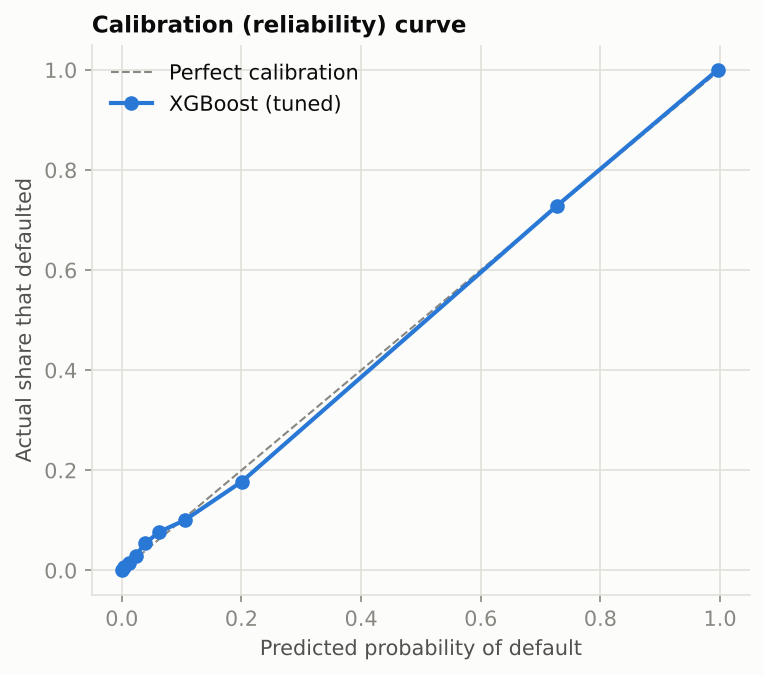 Calibration (reliability) curve
Perfect calibration
XGBoost (tuned)
Actual share that defaulted
1.0
0.8
0.6
0.4
0.2
0.0
0.0 0.2 0.4 0.6 0.8 1.0
Predicted probability of default